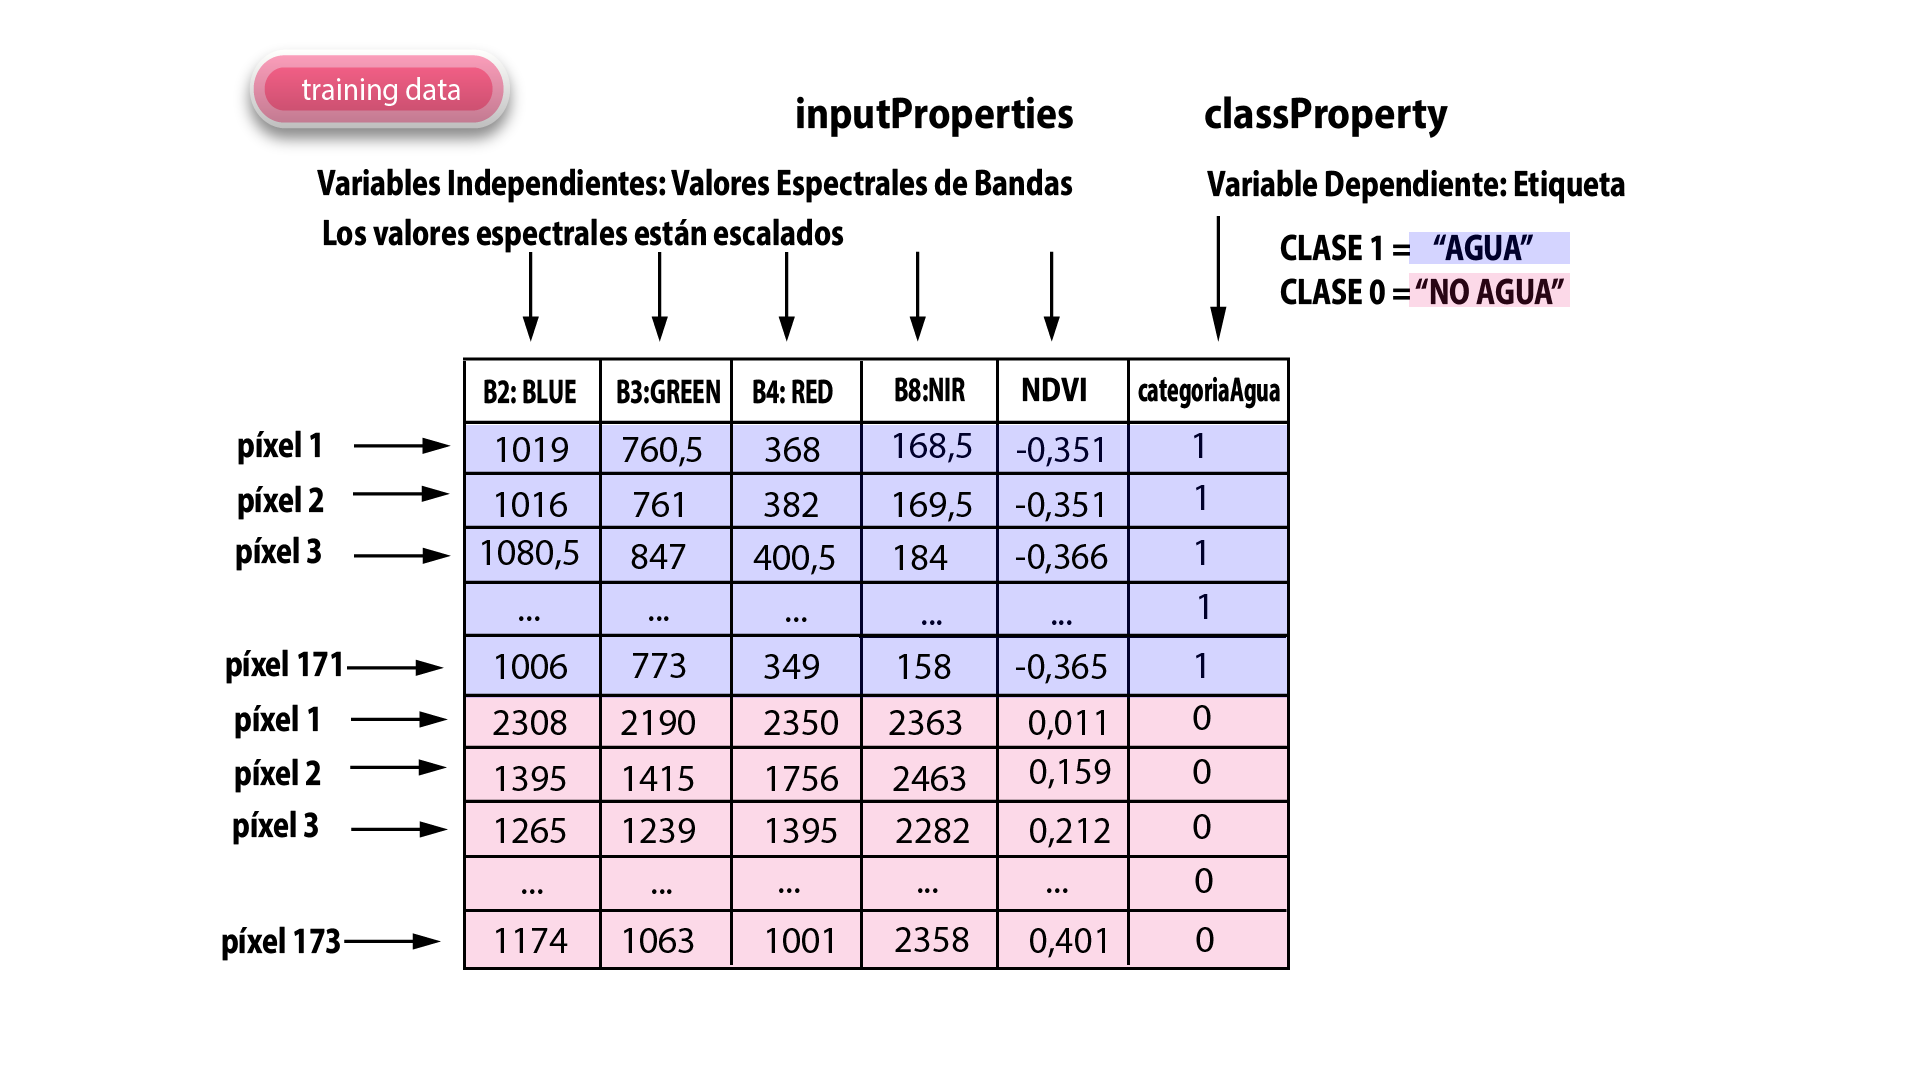 training data
inputProperties classProperty
Variables Independientes: Valores Espectrales de Bandas Variable Dependiente: Etiqueta
Los valores espectrales están escalados
CLASE 1 = “AGUA”
CLASE 0 = “NO AGUA”
B2: BLUE B3:GREEN B4: RED B8:NIR NDVI categoriaAgua
píxel 1 1019 760,5 368 168,5 -0,351 1
píxel 2 1016 761 382 169,5 -0,351 1
píxel 3 1080,5 847 400,5 184 -0,366 1
... ... ... ... ... 1
píxel 171 1006 773 349 158 -0,365 1
píxel 1 2308 2190 2350 2363 0,011 0
píxel 2 1395 1415 1756 2463 0,159 0
píxel 3 1265 1239 1395 2282 0,212 0
... ... ... ... ... 0
píxel 173 1174 1063 1001 2358 0,401 0